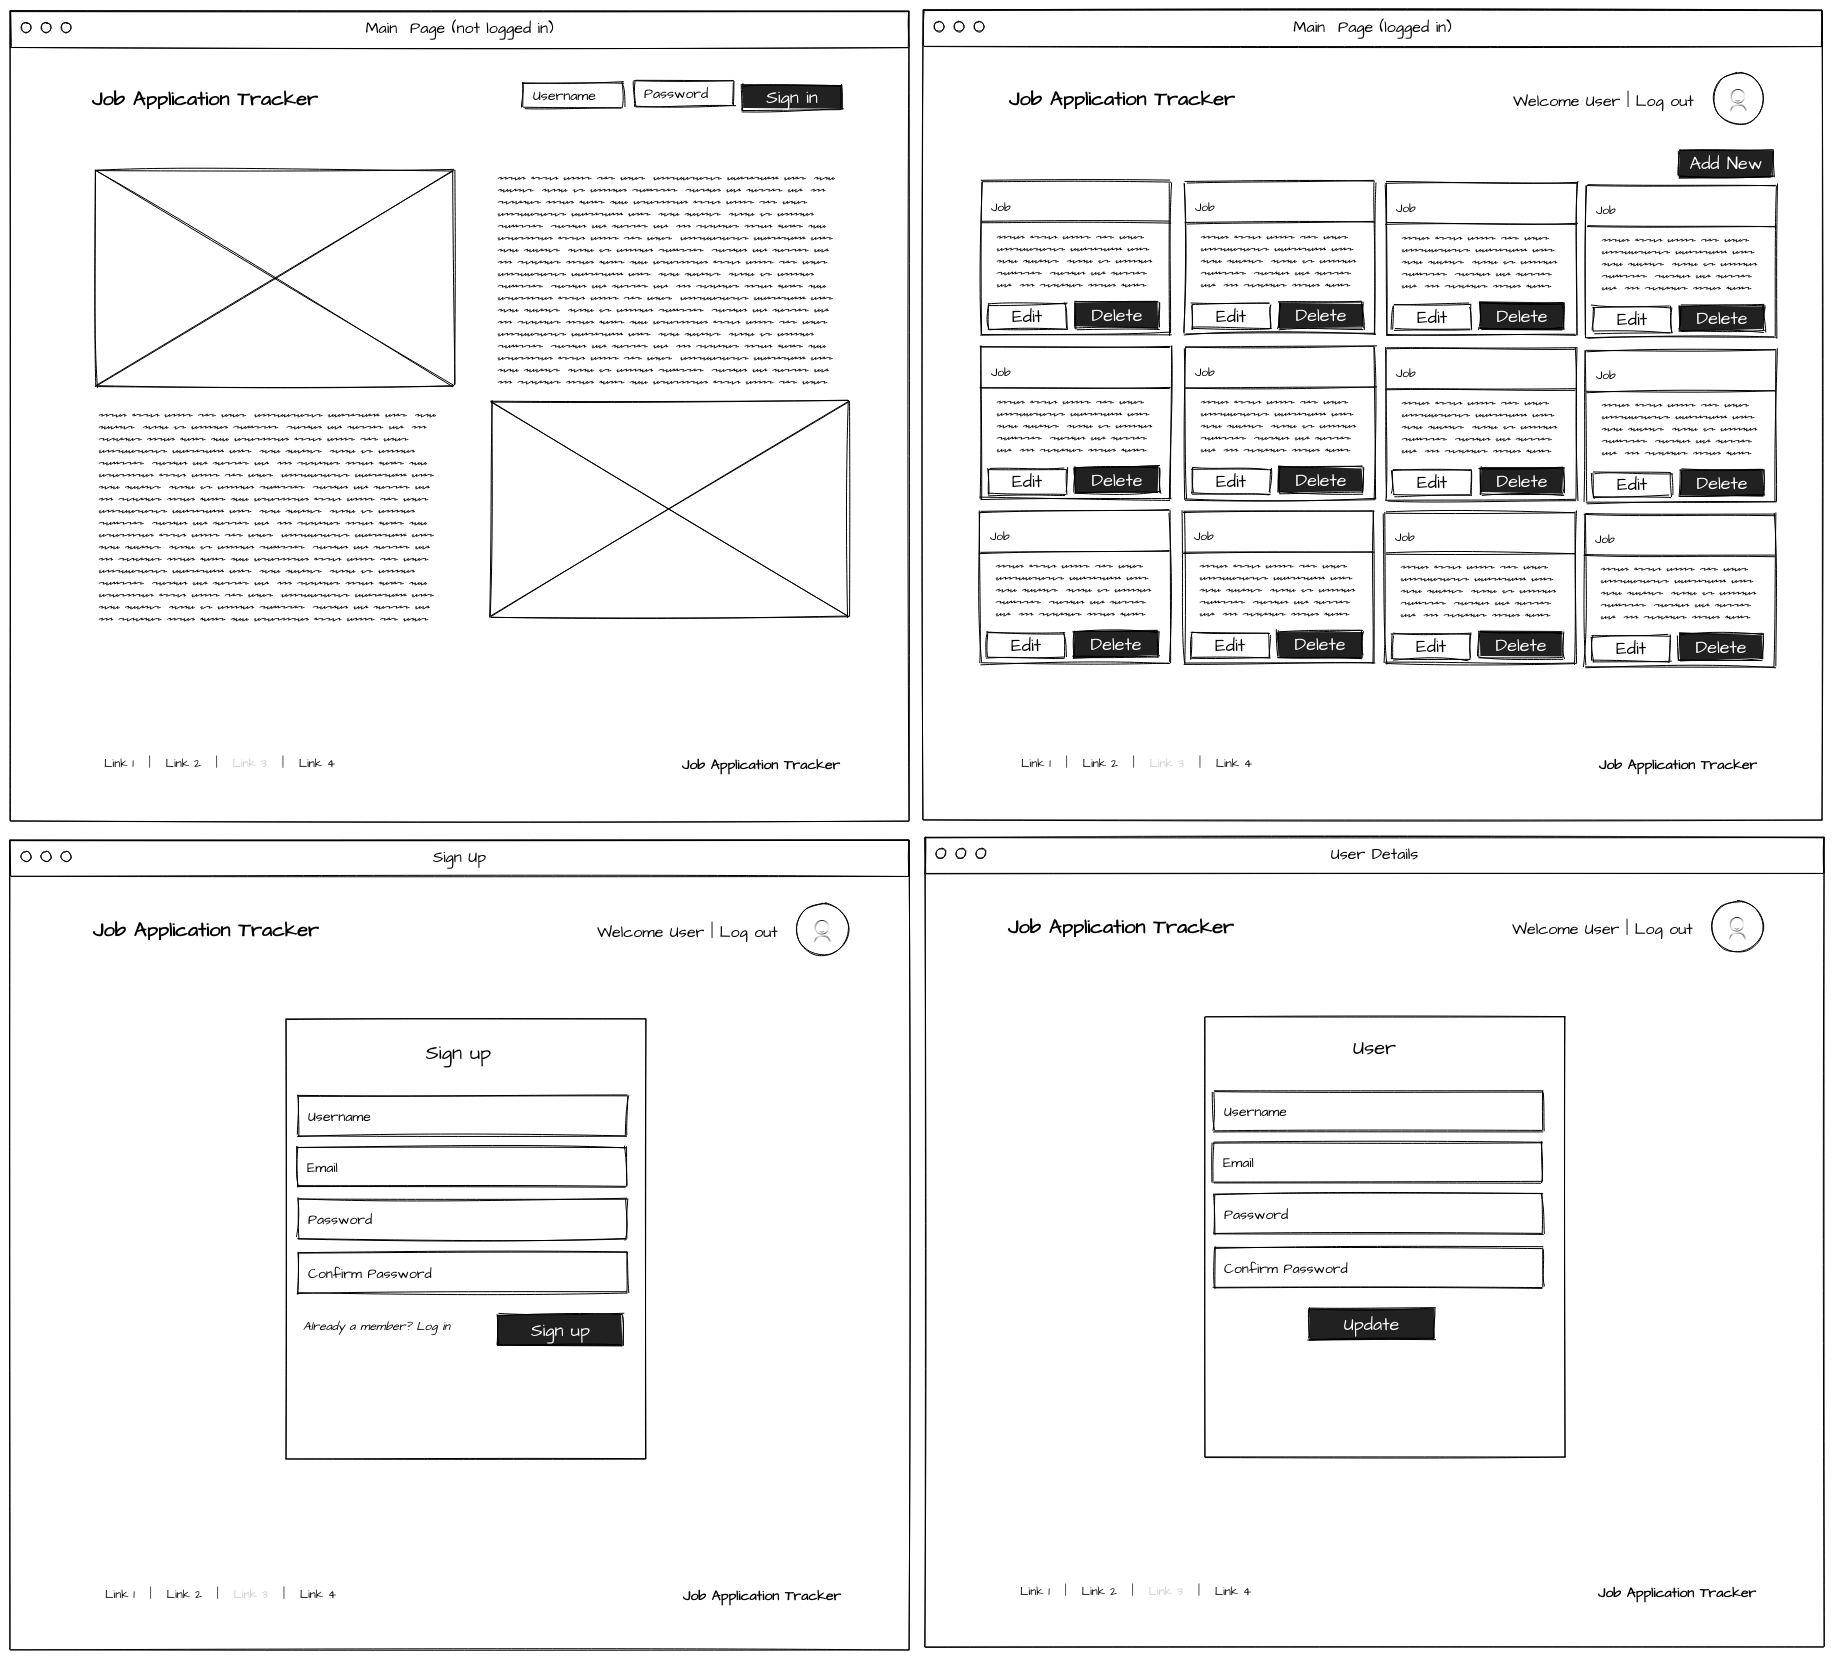 Main Page (not logged in)
Job Application Tracker
Username
Password
Sign in
Link 1 | Link 2 | Link 3 | Link 4
Job Application Tracker
Main Page (logged in)
Job Application Tracker
Welcome User | Log out
Add New
Job
Job
Job
Job
Edit Delete
Edit Delete
Edit Delete
Edit Delete
Job
Job
Job
Job
Edit Delete
Edit Delete
Edit Delete
Edit Delete
Job
Job
Job
Job
Edit Delete
Edit Delete
Edit Delete
Edit Delete
Link 1 | Link 2 | Link 3 | Link 4
Job Application Tracker
Sign Up
Job Application Tracker
Welcome User | Log out
Sign up
Username
Email
Password
Confirm Password
Already a member? Log in
Sign up
Link 1 | Link 2 | Link 3 | Link 4
Job Application Tracker
User Details
Job Application Tracker
Welcome User | Log out
User
Username
Email
Password
Confirm Password
Update
Link 1 | Link 2 | Link 3 | Link 4
Job Application Tracker